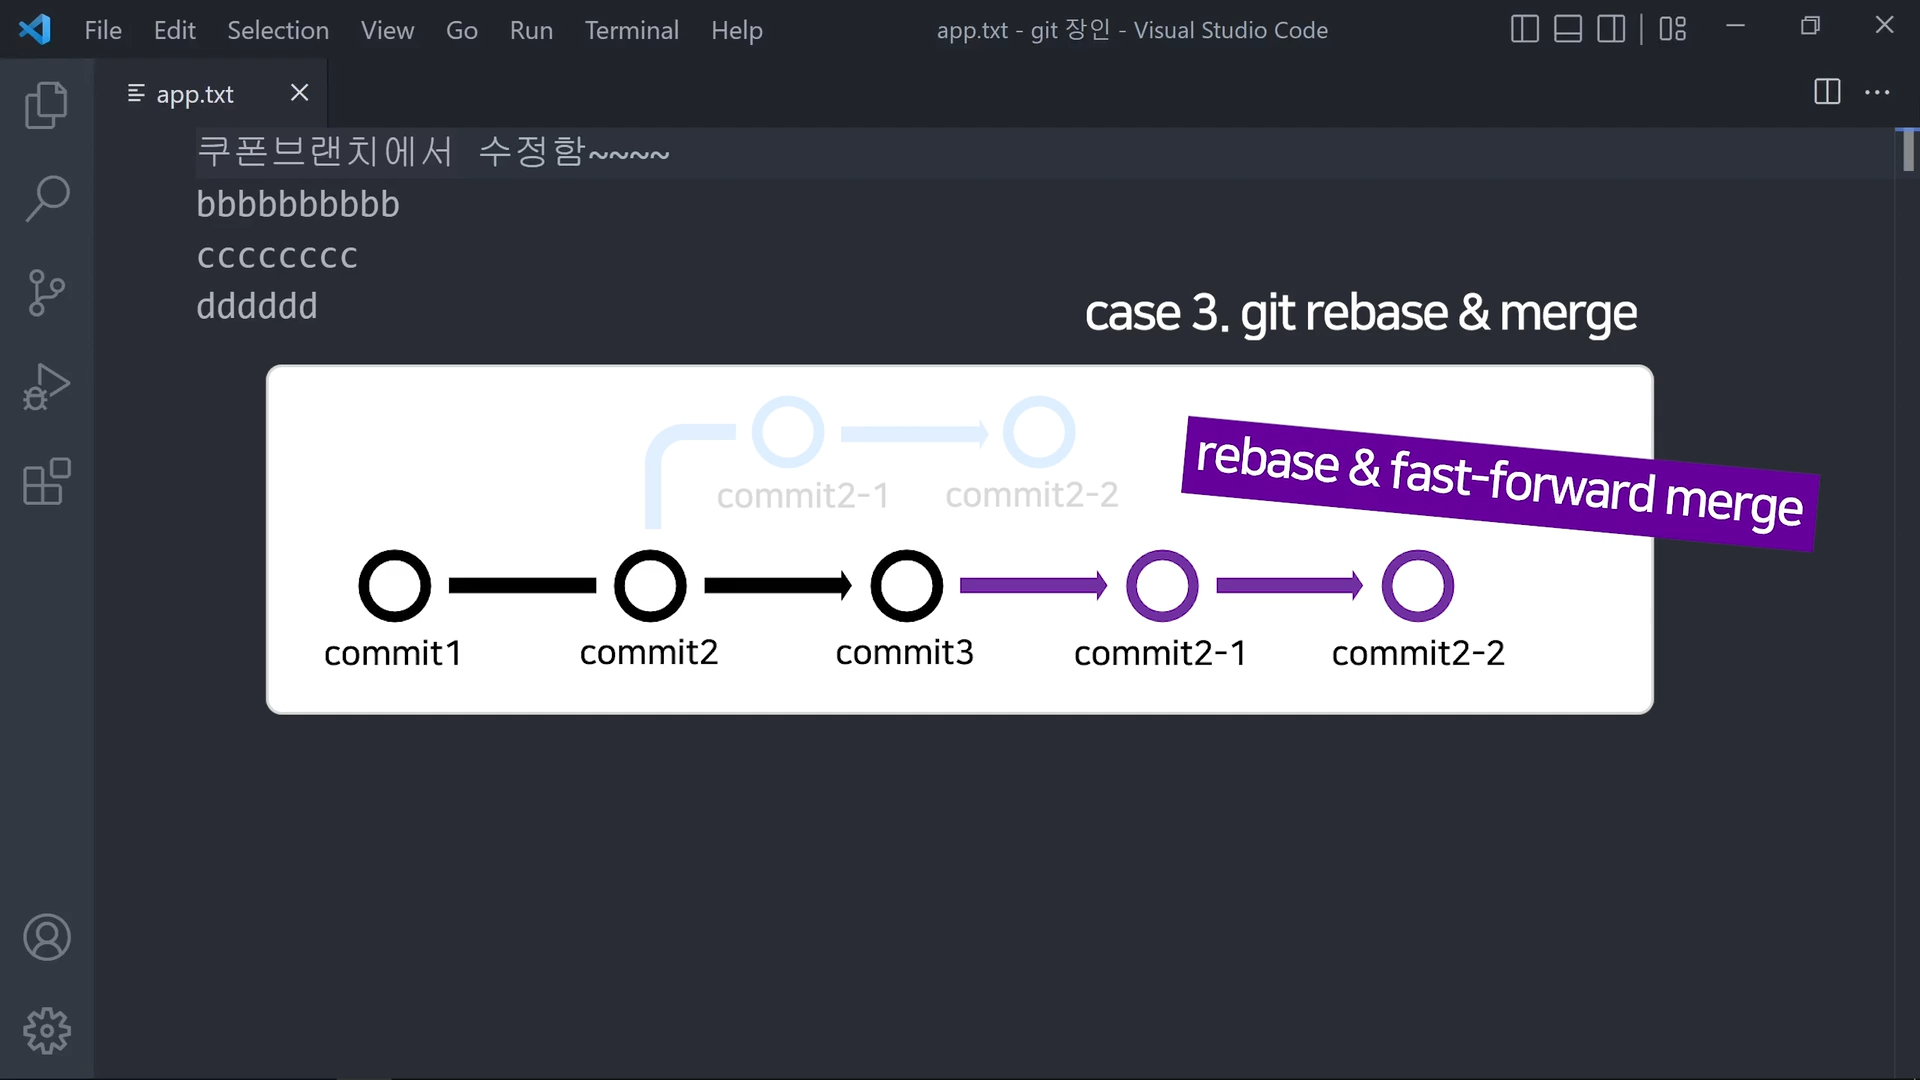 File Edit Selection View Go Run Terminal Help
app.txt - git 장인 - Visual Studio Code
app.txt
쿠폰브랜치에서 수정함~~~~
bbbbbbbbbb
cccccccc
dddddd
case 3. git rebase & merge
rebase & fast-forward merge
commit2-1 commit2-2
commit1 commit2 commit3 commit2-1 commit2-2